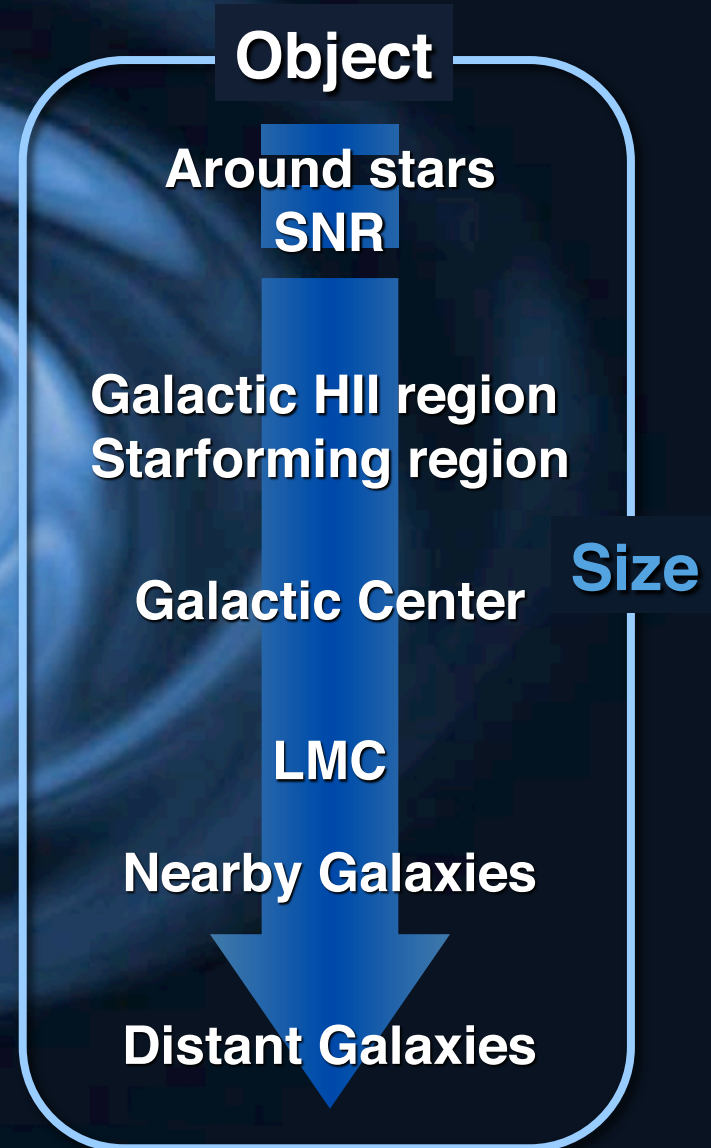 Object
Around stars
SNR
Galactic HII region
Starforming region
Size
Galactic Center
LMC
Nearby Galaxies
Distant Galaxies